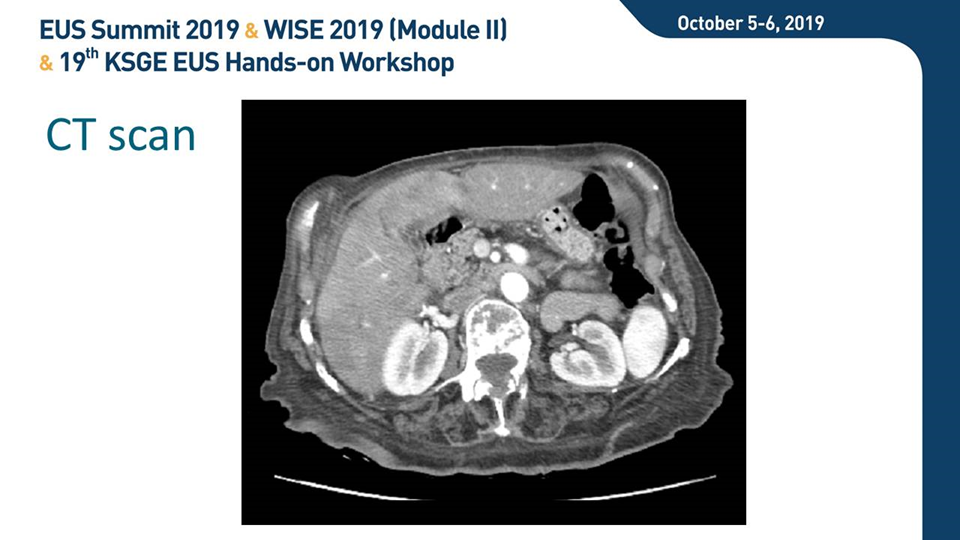 EUS Summit 2019 & WISE 2019 (Module II)
& 19th KSGE EUS Hands-on Workshop
October 5-6, 2019
CT scan